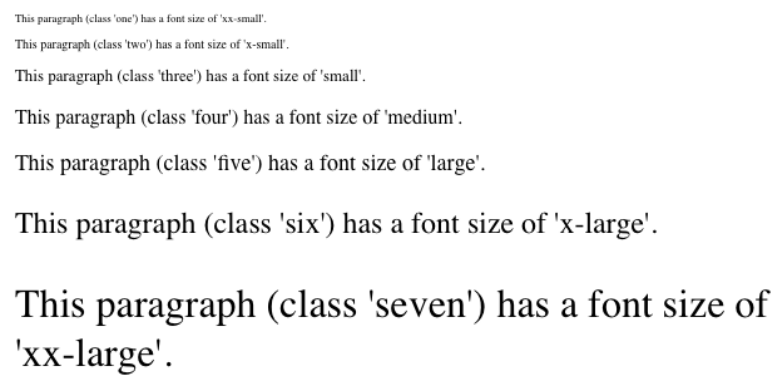 This paragraph (class 'one') has a font size of 'xx-small'.
This paragraph (class 'two') has a font size of 'x-small'.
This paragraph (class 'three') has a font size of 'small'.
This paragraph (class 'four') has a font size of 'medium'.
This paragraph (class 'five') has a font size of 'large'.
This paragraph (class 'six') has a font size of 'x-large'.
This paragraph (class 'seven') has a font size of
'xx-large'.